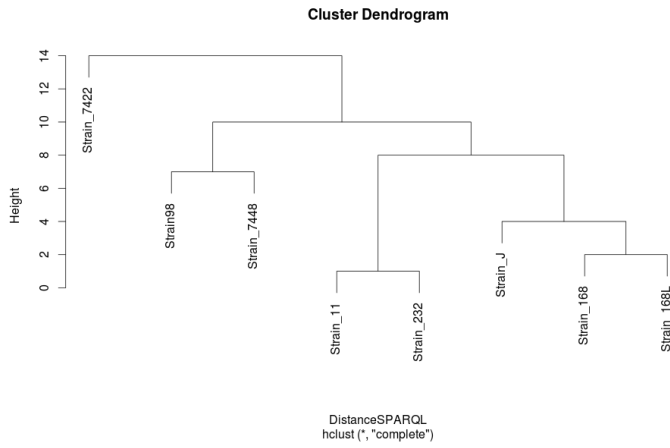 Cluster Dendrogram
Height
14
12
10
8
6
4
2
0
Strain_7422
Strain98
Strain_7448
Strain_11
Strain_232
Strain_J
Strain_168
Strain_168L
DistanceSPARQL
hclust (*, "complete")